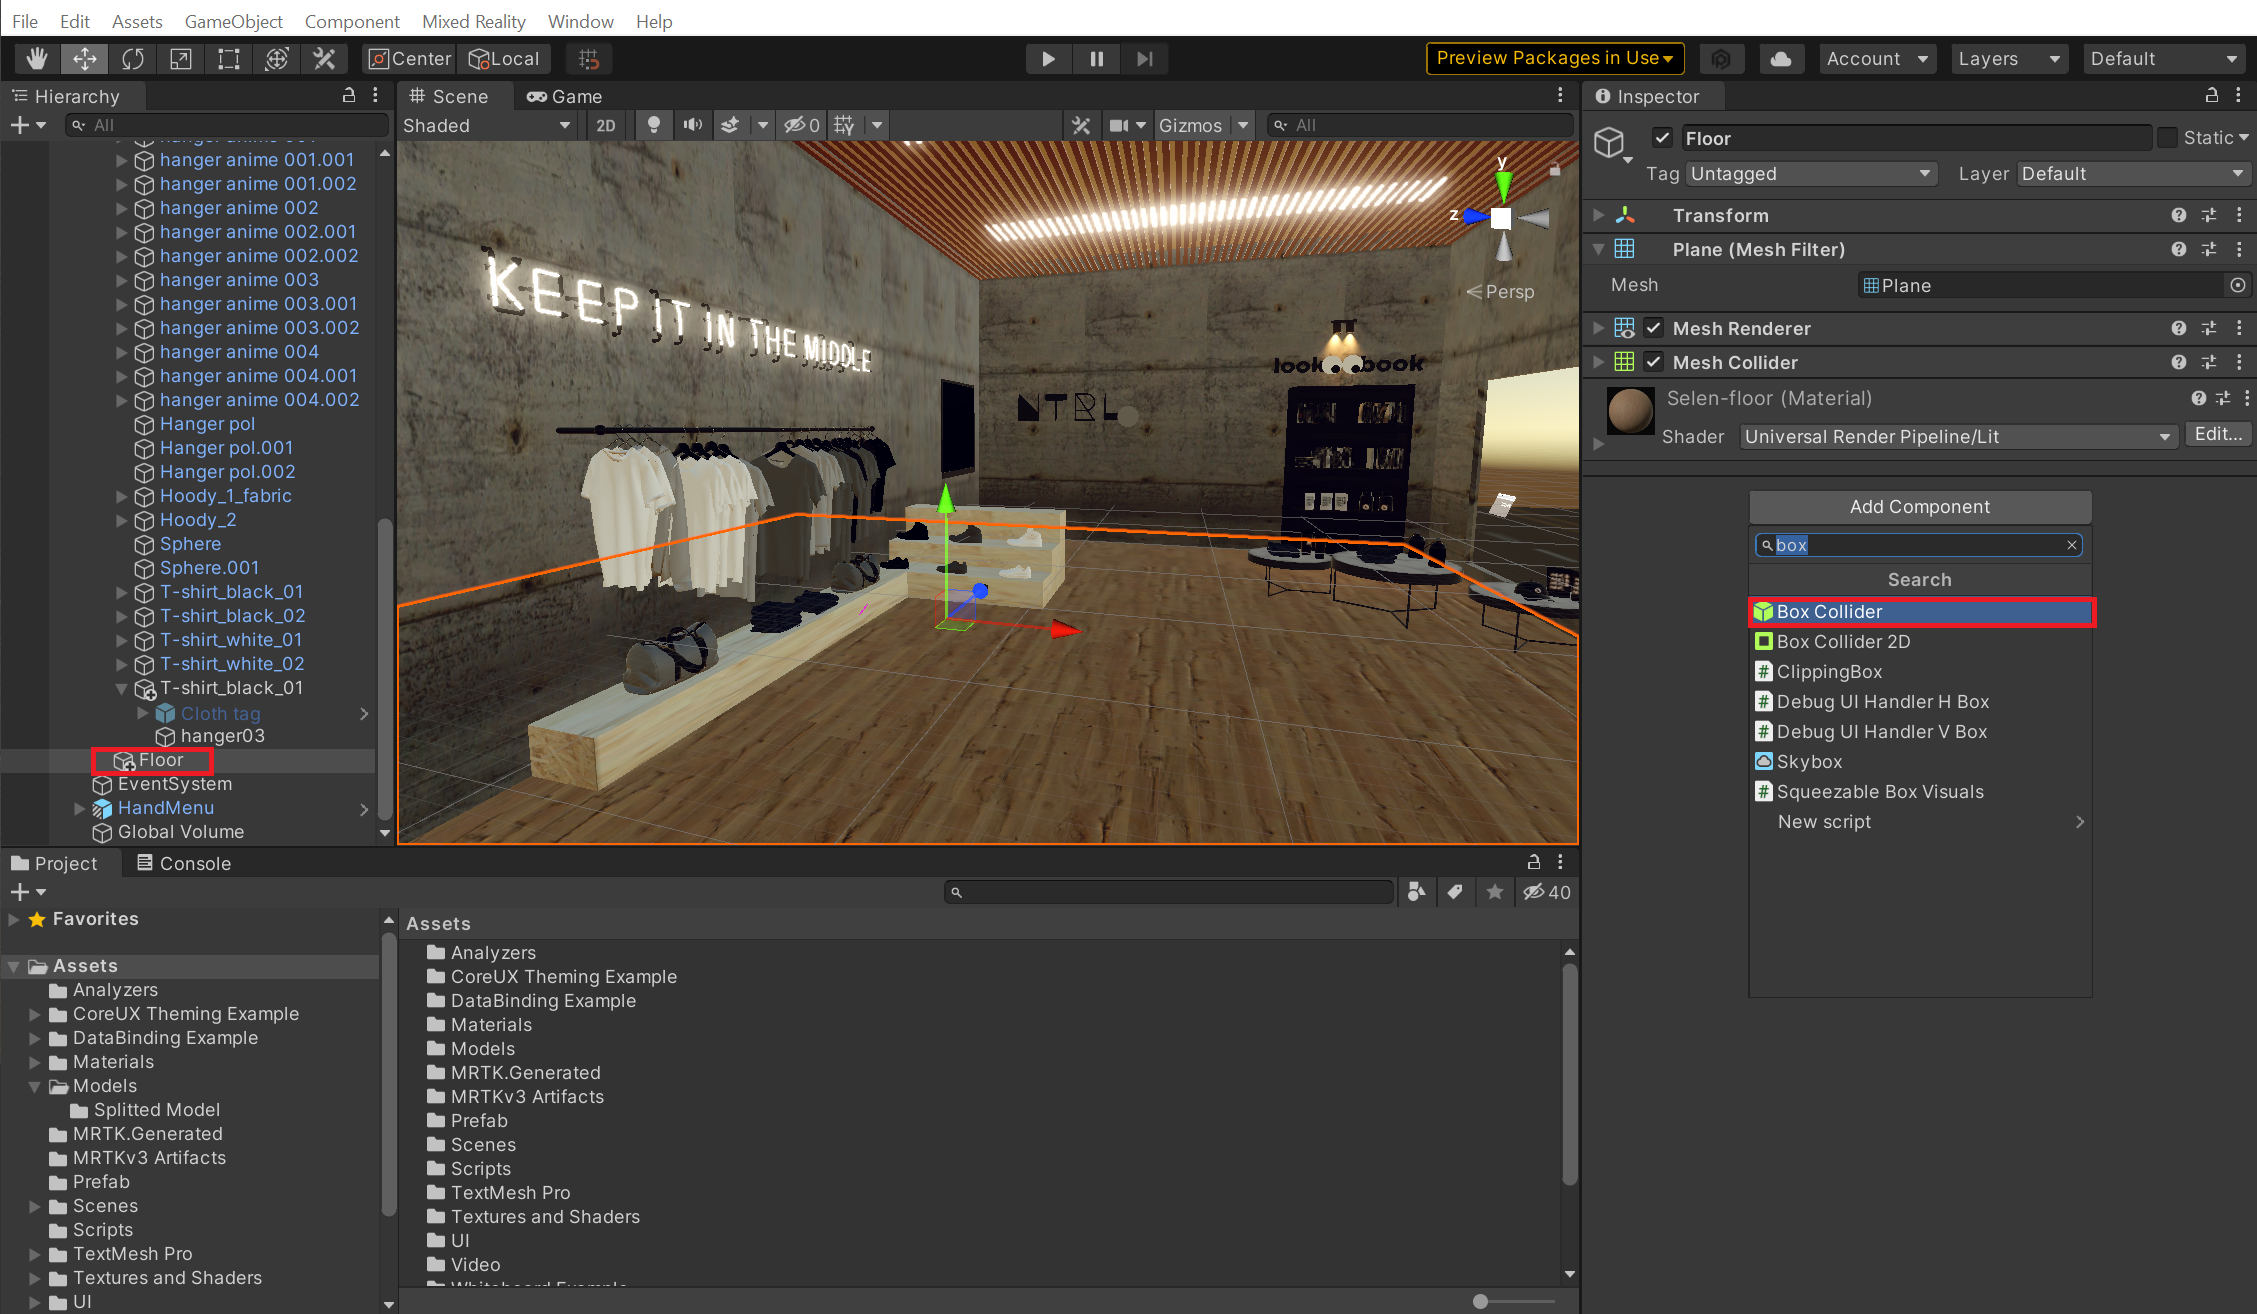 File Edit Assets GameObject Component Mixed Reality Window Help
Center Local
Preview Packages in Use
Account
Layers
Default
Hierarchy
All
hanger anime 001.001
hanger anime 001.002
hanger anime 002
hanger anime 002.001
hanger anime 002.002
hanger anime 003
hanger anime 003.001
hanger anime 003.002
hanger anime 004
hanger anime 004.001
hanger anime 004.002
Hanger pol
Hanger pol.001
Hanger pol.002
Hoody_1_fabric
Hoody_2
Sphere
Sphere.001
T-shirt_black_01
T-shirt_black_02
T-shirt_white_01
T-shirt_white_02
T-shirt_black_01
Cloth tag
hanger03
Floor
EventSystem
HandMenu
Global Volume
Scene Game
Shaded 2D 0 Gizmos All
y
z
Persp
KEEP IT IN THE MIDDLE
NTRL
look book
Inspector
Floor Static
Tag Untagged Layer Default
Transform
Plane (Mesh Filter)
Mesh Plane
Mesh Renderer
Mesh Collider
Selen-floor (Material)
Shader Universal Render Pipeline/Lit Edit...
Add Component
box
Search
Box Collider
Box Collider 2D
ClippingBox
Debug UI Handler H Box
Debug UI Handler V Box
Skybox
Squeezable Box Visuals
New script
Project Console
40
Favorites
Assets
Analyzers
CoreUX Theming Example
DataBinding Example
Materials
Models
Splitted Model
MRTK.Generated
MRTKv3 Artifacts
Prefab
Scenes
Scripts
TextMesh Pro
Textures and Shaders
UI
Assets
Analyzers
CoreUX Theming Example
DataBinding Example
Materials
Models
MRTK.Generated
MRTKv3 Artifacts
Prefab
Scenes
Scripts
TextMesh Pro
Textures and Shaders
UI
Video